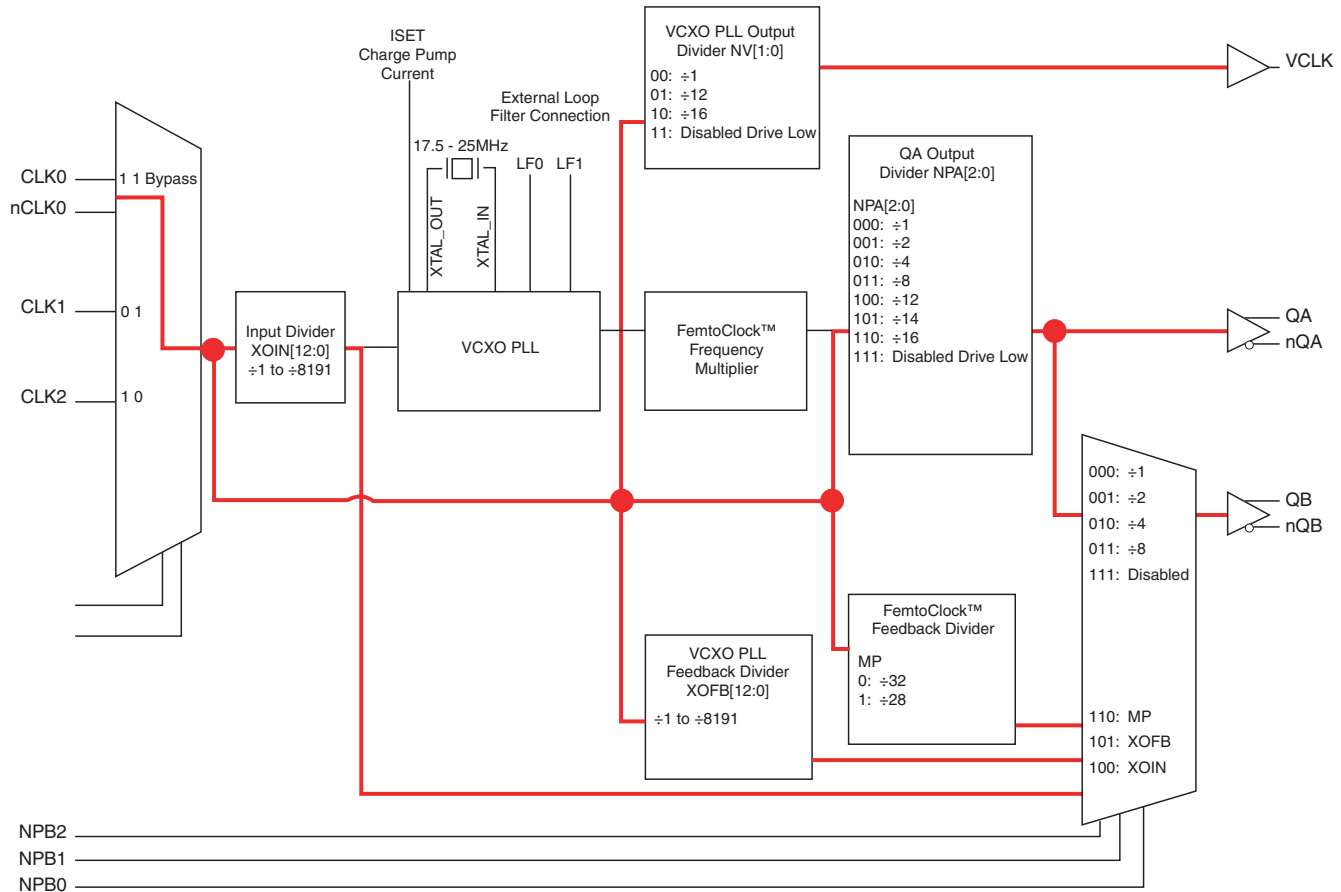 ISET
Charge Pump
Current
External Loop
Filter Connection
17.5 - 25MHz
LF0
LF1
XTAL_OUT
XTAL_IN
VCXO PLL Output
Divider NV[1:0]
00: ÷1
01: ÷12
10: ÷16
11: Disabled Drive Low
VCLK
CLK0
nCLK0
CLK1
CLK2
1 1 Bypass
0 1
1 0
Input Divider
XOIN[12:0]
÷1 to ÷8191
VCXO PLL
FemtoClock™
Frequency
Multiplier
QA Output
Divider NPA[2:0]
NPA[2:0]
000: ÷1
001: ÷2
010: ÷4
011: ÷8
100: ÷12
101: ÷14
110: ÷16
111: Disabled Drive Low
QA
nQA
000: ÷1
001: ÷2
010: ÷4
011: ÷8
111: Disabled
110: MP
101: XOFB
100: XOIN
QB
nQB
VCXO PLL
Feedback Divider
XOFB[12:0]
÷1 to ÷8191
FemtoClock™
Feedback Divider
MP
0: ÷32
1: ÷28
NPB2
NPB1
NPB0